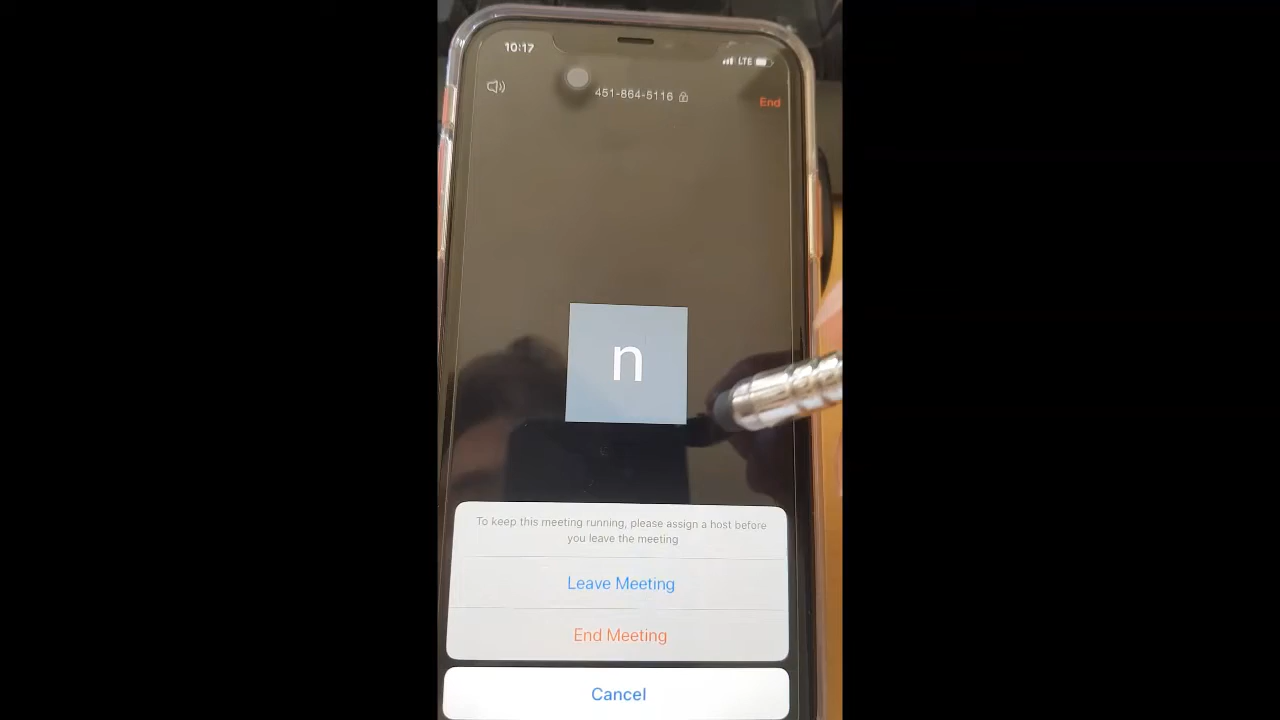 10:17
LTE
451-864-5116
End
n
To keep this meeting running, please assign a host before
you leave the meeting
Leave Meeting
End Meeting
Cancel